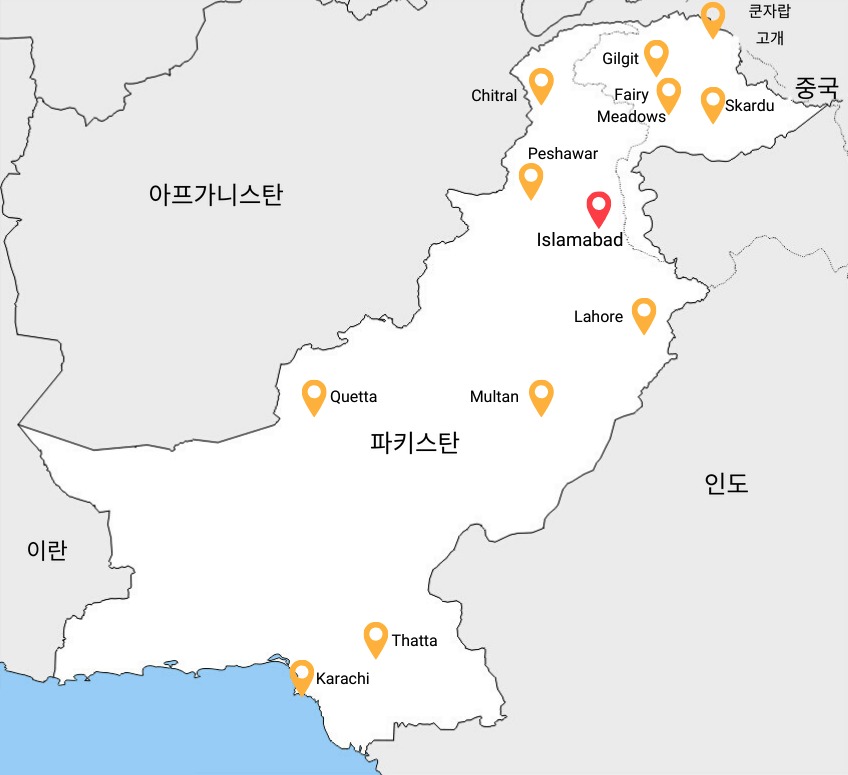 쿤자랍
고개
Gilgit
중국
Chitral
Fairy
Meadows
Skardu
Peshawar
아프가니스탄
Islamabad
Lahore
Quetta
Multan
파키스탄
인도
이란
Thatta
Karachi